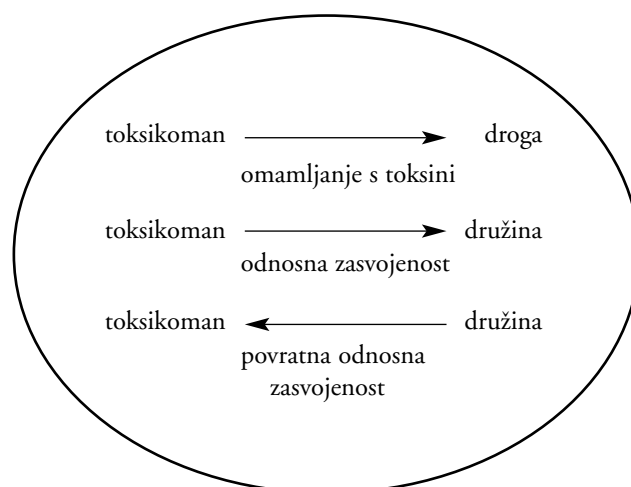 toksikoman droga
omamljanje s toksini
toksikoman družina
odnosna zasvojenost
toksikoman družina
povratna odnosna
zasvojenost